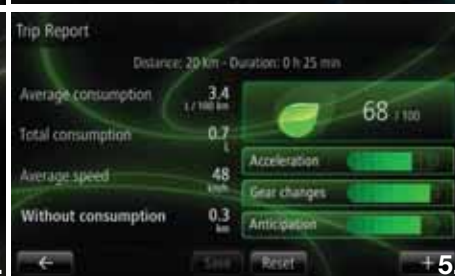 Trip Report
Distance: 20 km - Duration: 0 h 25 min
Average consumption 3.4 L / 100 km
Total consumption 0.7 L
Average speed 48 km/h
Without consumption 0.3 km
68 / 100
Acceleration
Gear changes
Anticipation
Save Reset + 5